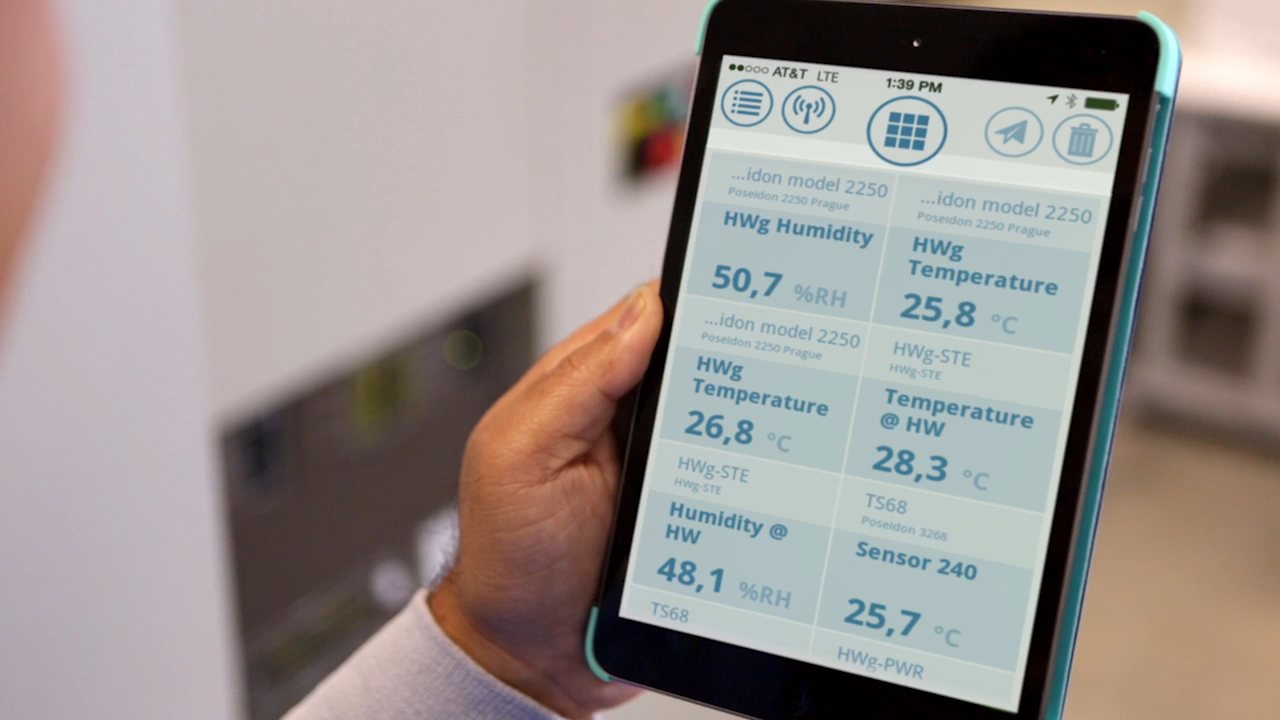 AT&T LTE
1:39 PM
...idon model 2250
Poseidon 2250 Prague
HWg Humidity
50,7 %RH
...idon model 2250
Poseidon 2250 Prague
HWg
Temperature
25,8 °C
...idon model 2250
Poseidon 2250 Prague
HWg
Temperature
26,8 °C
HWg-STE
HWg-STE
Temperature
@ HW
28,3 °C
HWg-STE
HWg-STE
Humidity @
HW
48,1 %RH
TS68
Poseidon 3268
Sensor 240
25,7 °C
TS68
HWg-PWR